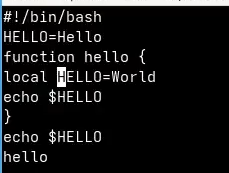 #!/bin/bash
HELLO=Hello
function hello {
local HELLO=World
echo $HELLO
}
echo $HELLO
hello